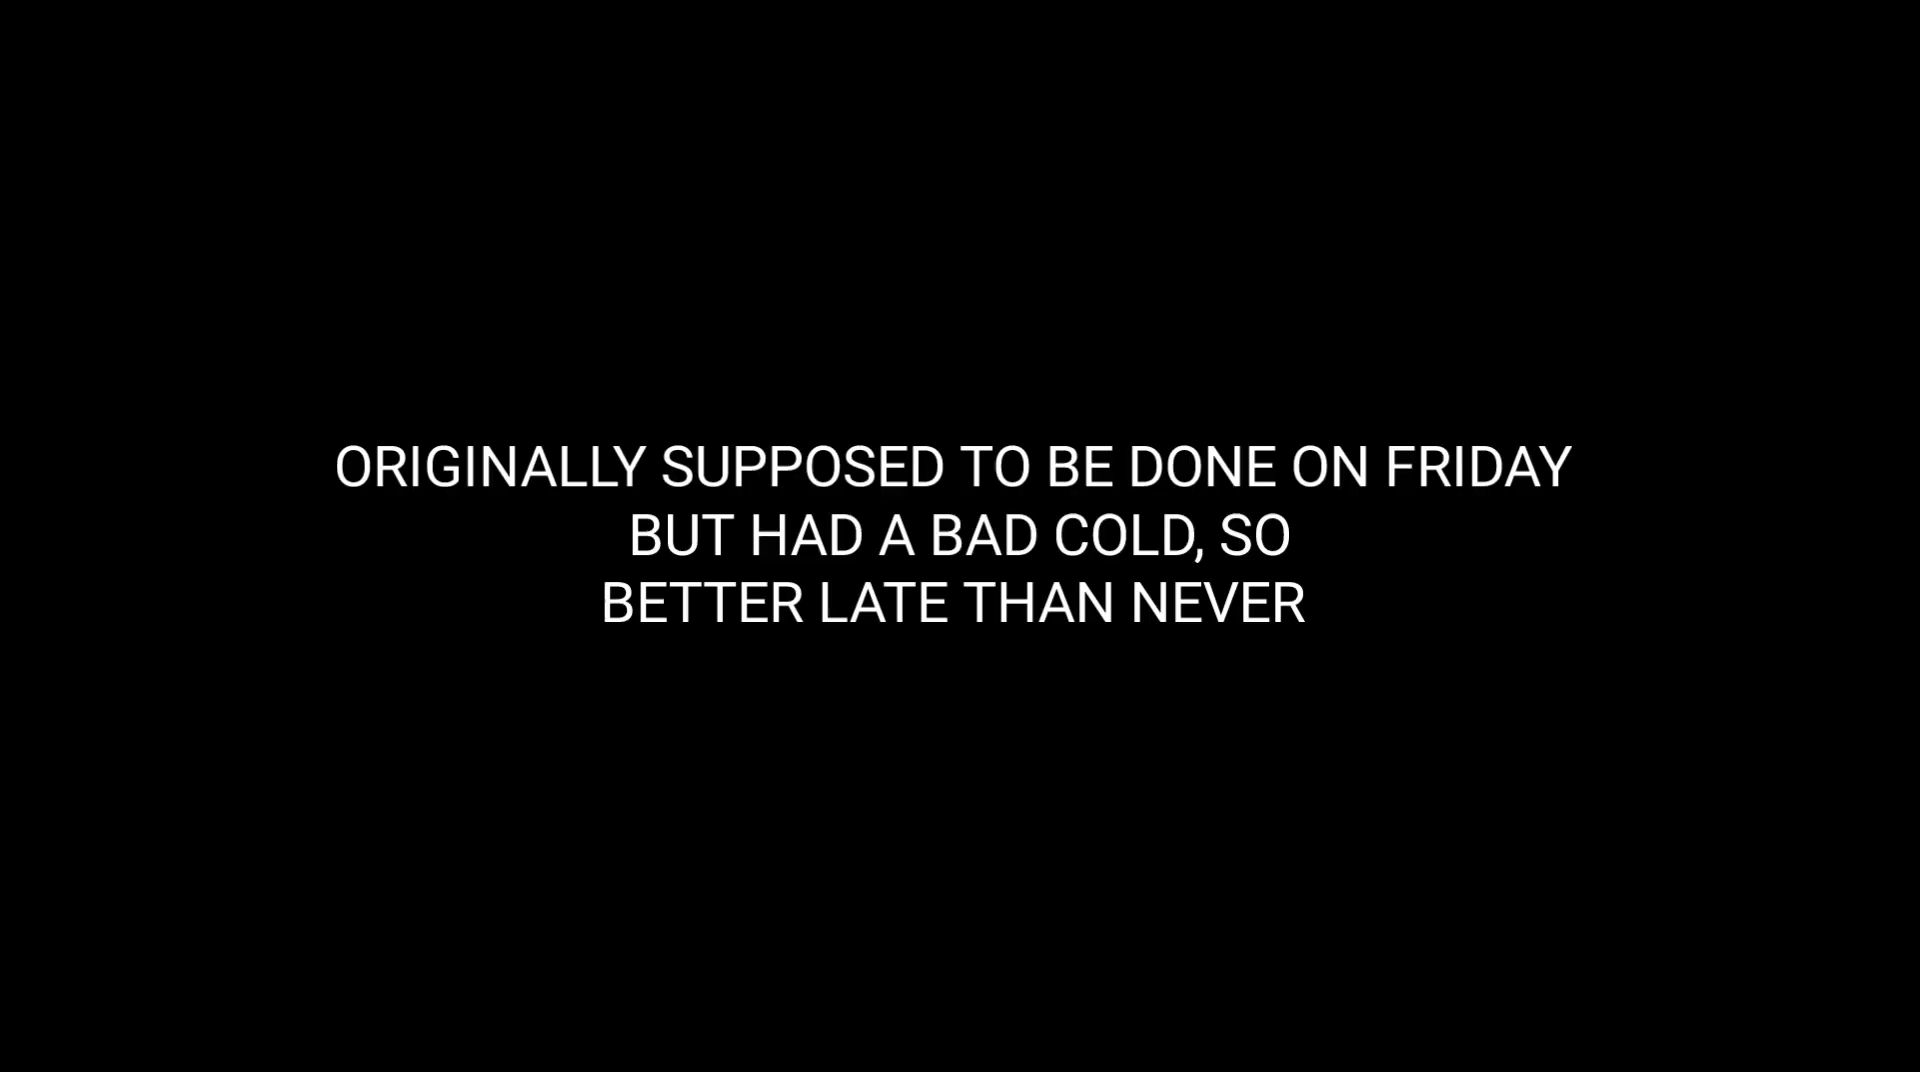 ORIGINALLY SUPPOSED TO BE DONE ON FRIDAY
BUT HAD A BAD COLD, SO
BETTER LATE THAN NEVER